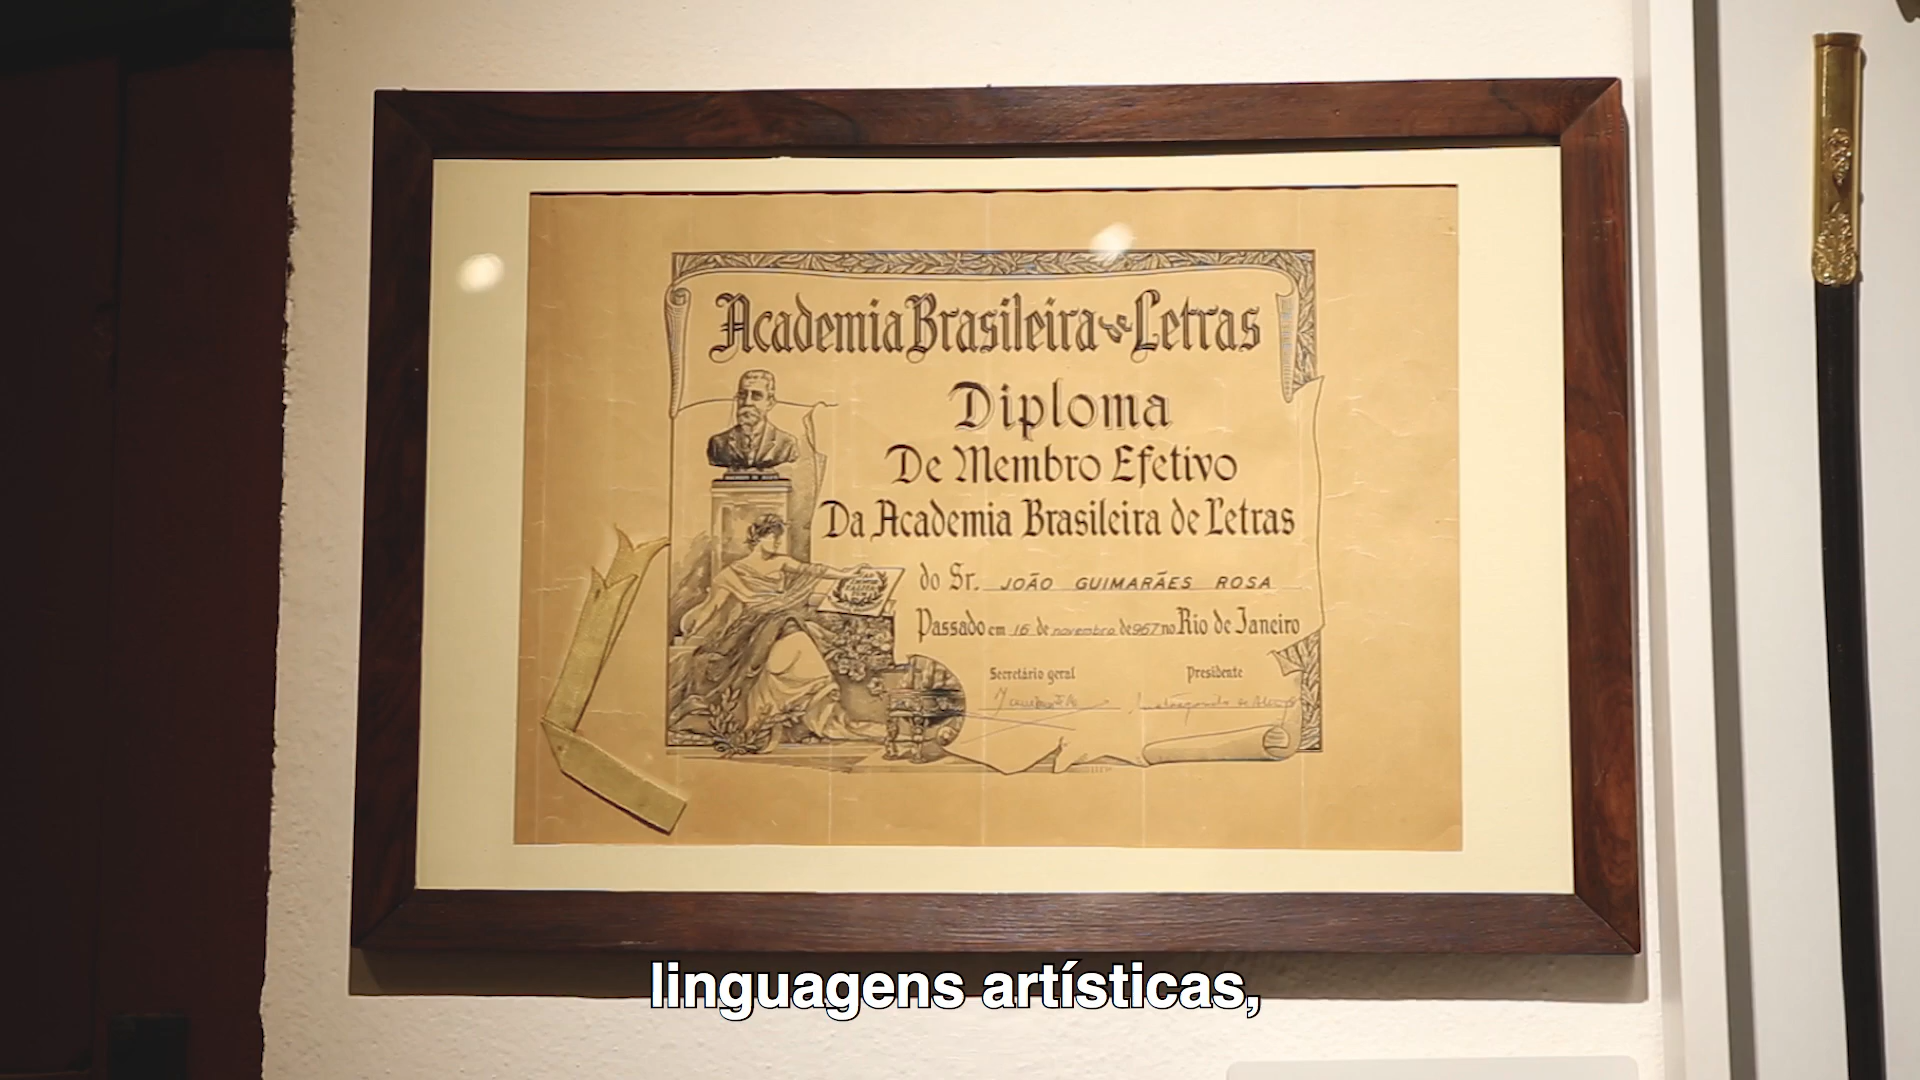 Academia Brasileira de Letras
Diploma
De Membro Efetivo
Da Academia Brasileira de Letras
do Sr. JOÃO GUIMARÃES ROSA
Passado em 16 de novembro de 967 no Rio de Janeiro
Secretário geral Presidente
linguagens artísticas,